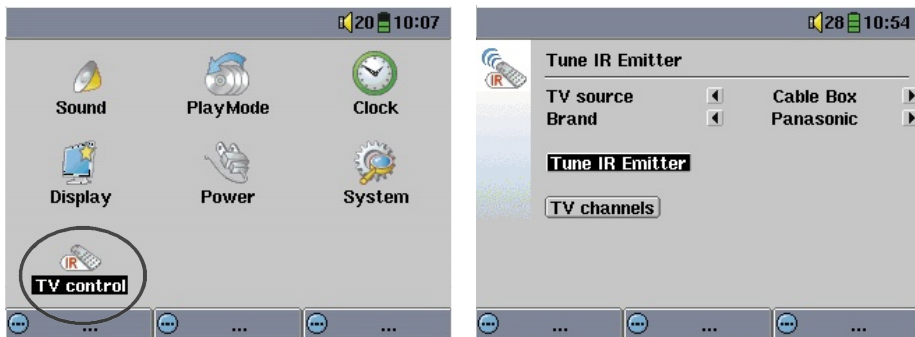 20 10:07
Sound PlayMode Clock
Display Power System
IR
TV control
... ... ...
28 10:54
IR
Tune IR Emitter
TV source Cable Box
Brand Panasonic
Tune IR Emitter
TV channels
... ... ...